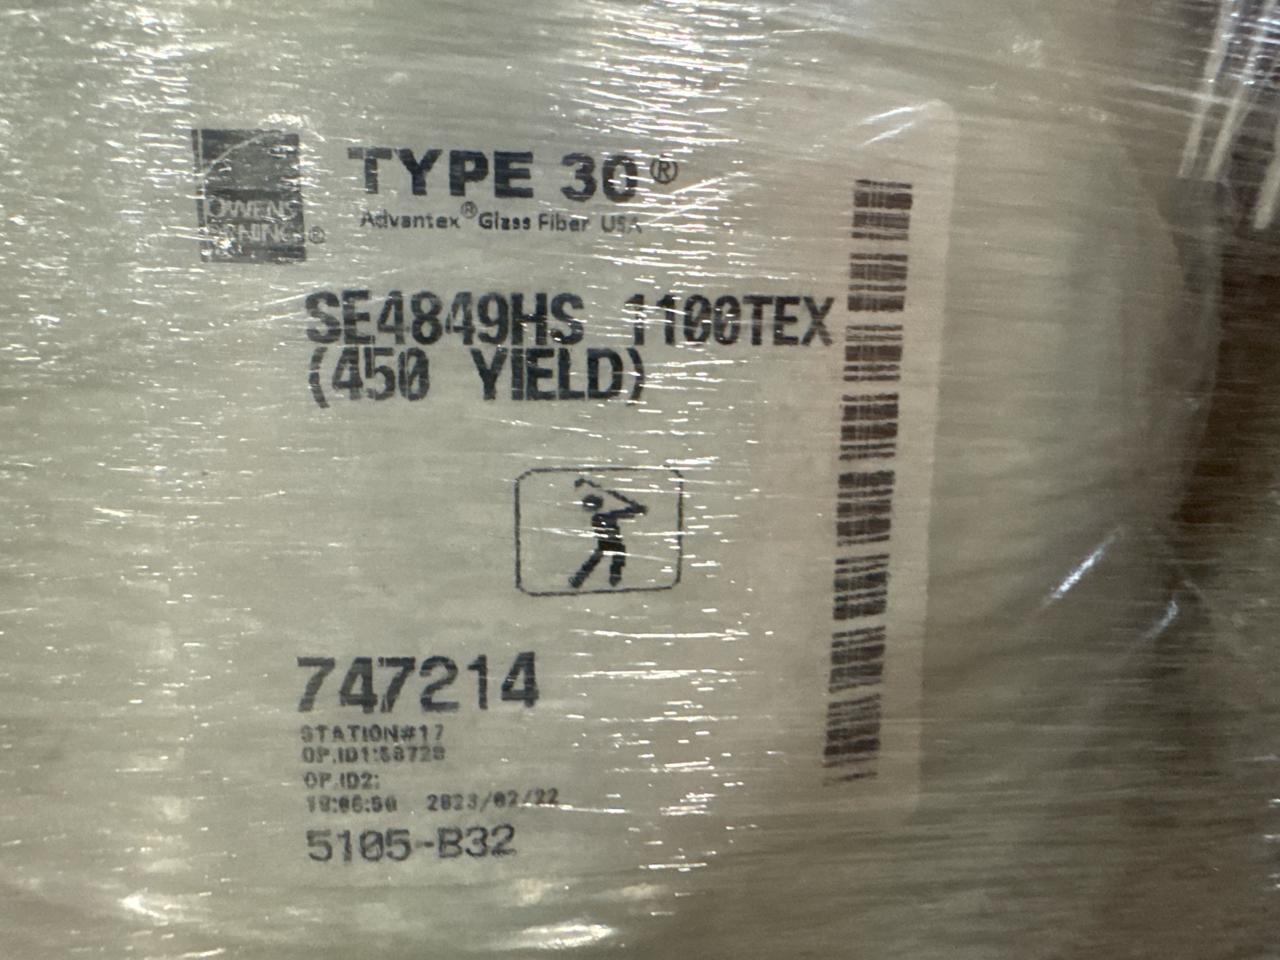 OWENS
CORNING®
TYPE 30®
Advantex® Glass Fiber USA
SE4849HS 1100TEX
(450 YIELD)
747214
STATION#17
OP.ID1:58728
OP.ID2:
2023/02/22
5105-B32